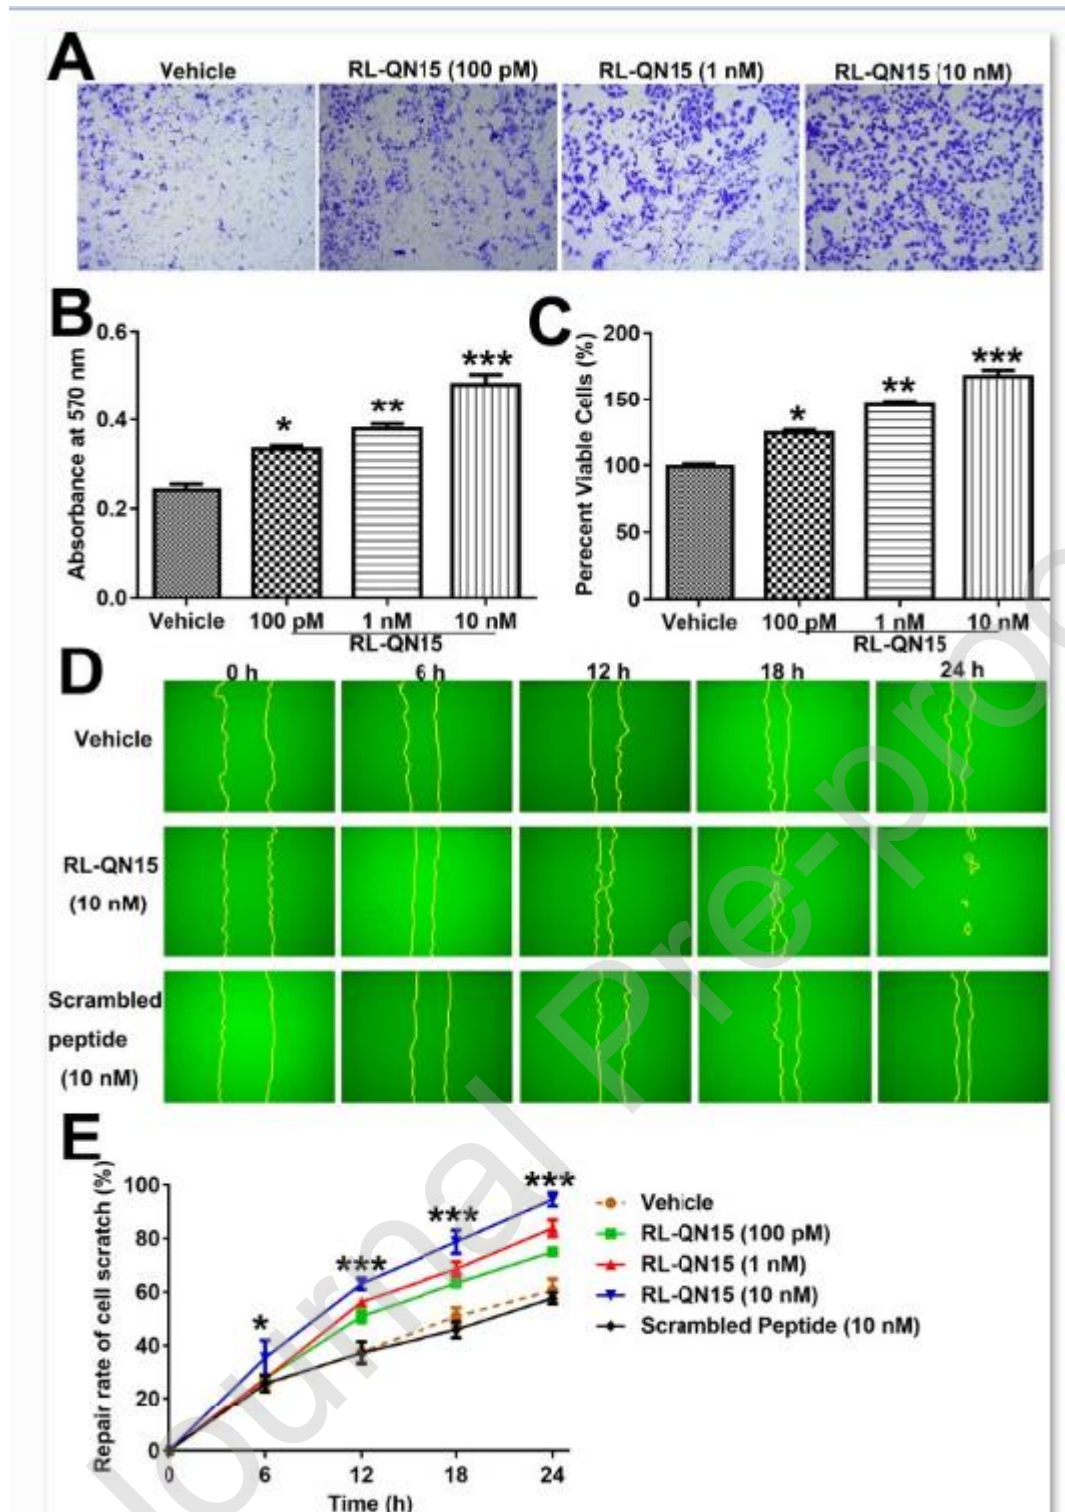 A
Vehicle RL-QN15 (100 pM) RL-QN15 (1 nM) RL-QN15 (10 nM)
B
Absorbance at 570 nm
0.6
0.4
0.2
0.0
***
**
*
Vehicle 100 pM 1 nM 10 nM
RL-QN15
C
Perecent Viable Cells (%)
200
150
100
50
0
***
**
*
Vehicle 100 pM 1 nM 10 nM
RL-QN15
D
0 h 6 h 12 h 18 h 24 h
Vehicle
RL-QN15
(10 nM)
Scrambled
peptide
(10 nM)
E
Repair rate of cell scratch (%)
100
80
60
40
20
0
* *** *** ***
0 6 12 18 24
Time (h)
Vehicle
RL-QN15 (100 pM)
RL-QN15 (1 nM)
RL-QN15 (10 nM)
Scrambled Peptide (10 nM)
Journal Pre-proo